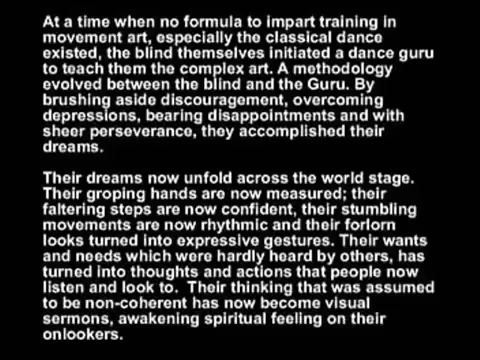 At a time when no formula to impart training in
movement art, especially the classical dance
existed, the blind themselves initiated a dance guru
to teach them the complex art. A methodology
evolved between the blind and the Guru. By
brushing aside discouragement, overcoming
depressions, bearing disappointments and with
sheer perseverance, they accomplished their
dreams.
Their dreams now unfold across the world stage.
Their groping hands are now measured; their
faltering steps are now confident, their stumbling
movements are now rhythmic and their forlorn
looks turned into expressive gestures. Their wants
and needs which were hardly heard by others, has
turned into thoughts and actions that people now
listen and look to.  Their thinking that was assumed
to be non-coherent has now become visual
sermons, awakening spiritual feeling on their
onlookers.